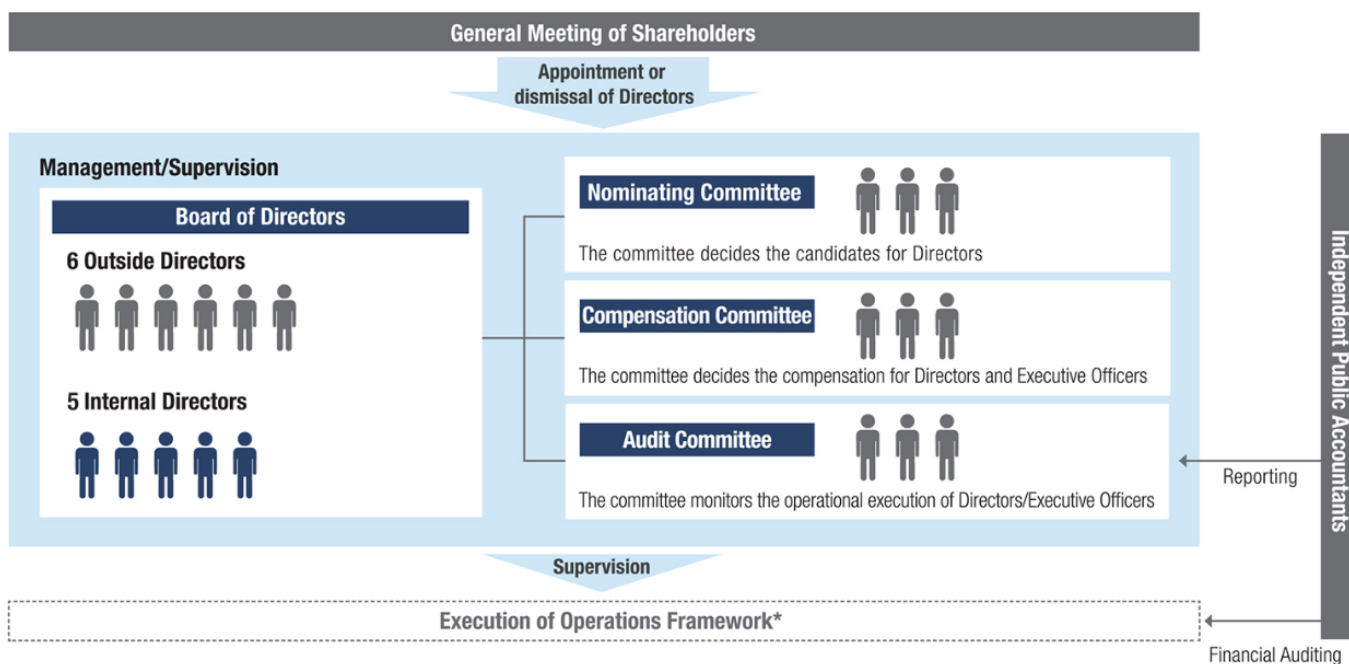 General Meeting of Shareholders
Appointment or
dismissal of Directors
Management/Supervision
Board of Directors
6 Outside Directors
5 Internal Directors
Nominating Committee
The committee decides the candidates for Directors
Compensation Committee
The committee decides the compensation for Directors and Executive Officers
Audit Committee
The committee monitors the operational execution of Directors/Executive Officers
Independent Public Accountants
Reporting
Supervision
Execution of Operations Framework*
Financial Auditing